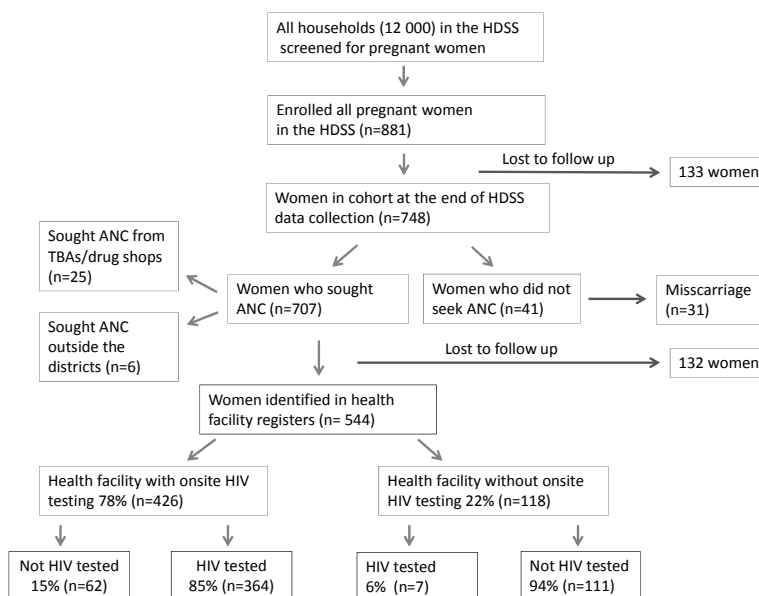 All households (12 000) in the HDSS
screened for pregnant women
Enrolled all pregnant women
in the HDSS (n=881)
Lost to follow up
133 women
Women in cohort at the end of HDSS
data collection (n=748)
Sought ANC from
TBAs/drug shops
(n=25)
Women who sought
ANC (n=707)
Women who did not
seek ANC (n=41)
Misscarriage
(n=31)
Sought ANC
outside the
districts (n=6)
Lost to follow up
132 women
Women identified in health
facility registers (n= 544)
Health facility with onsite HIV
testing 78% (n=426)
Health facility without onsite
HIV testing 22% (n=118)
Not HIV tested
15% (n=62)
HIV tested
85% (n=364)
HIV tested
6% (n=7)
Not HIV tested
94% (n=111)